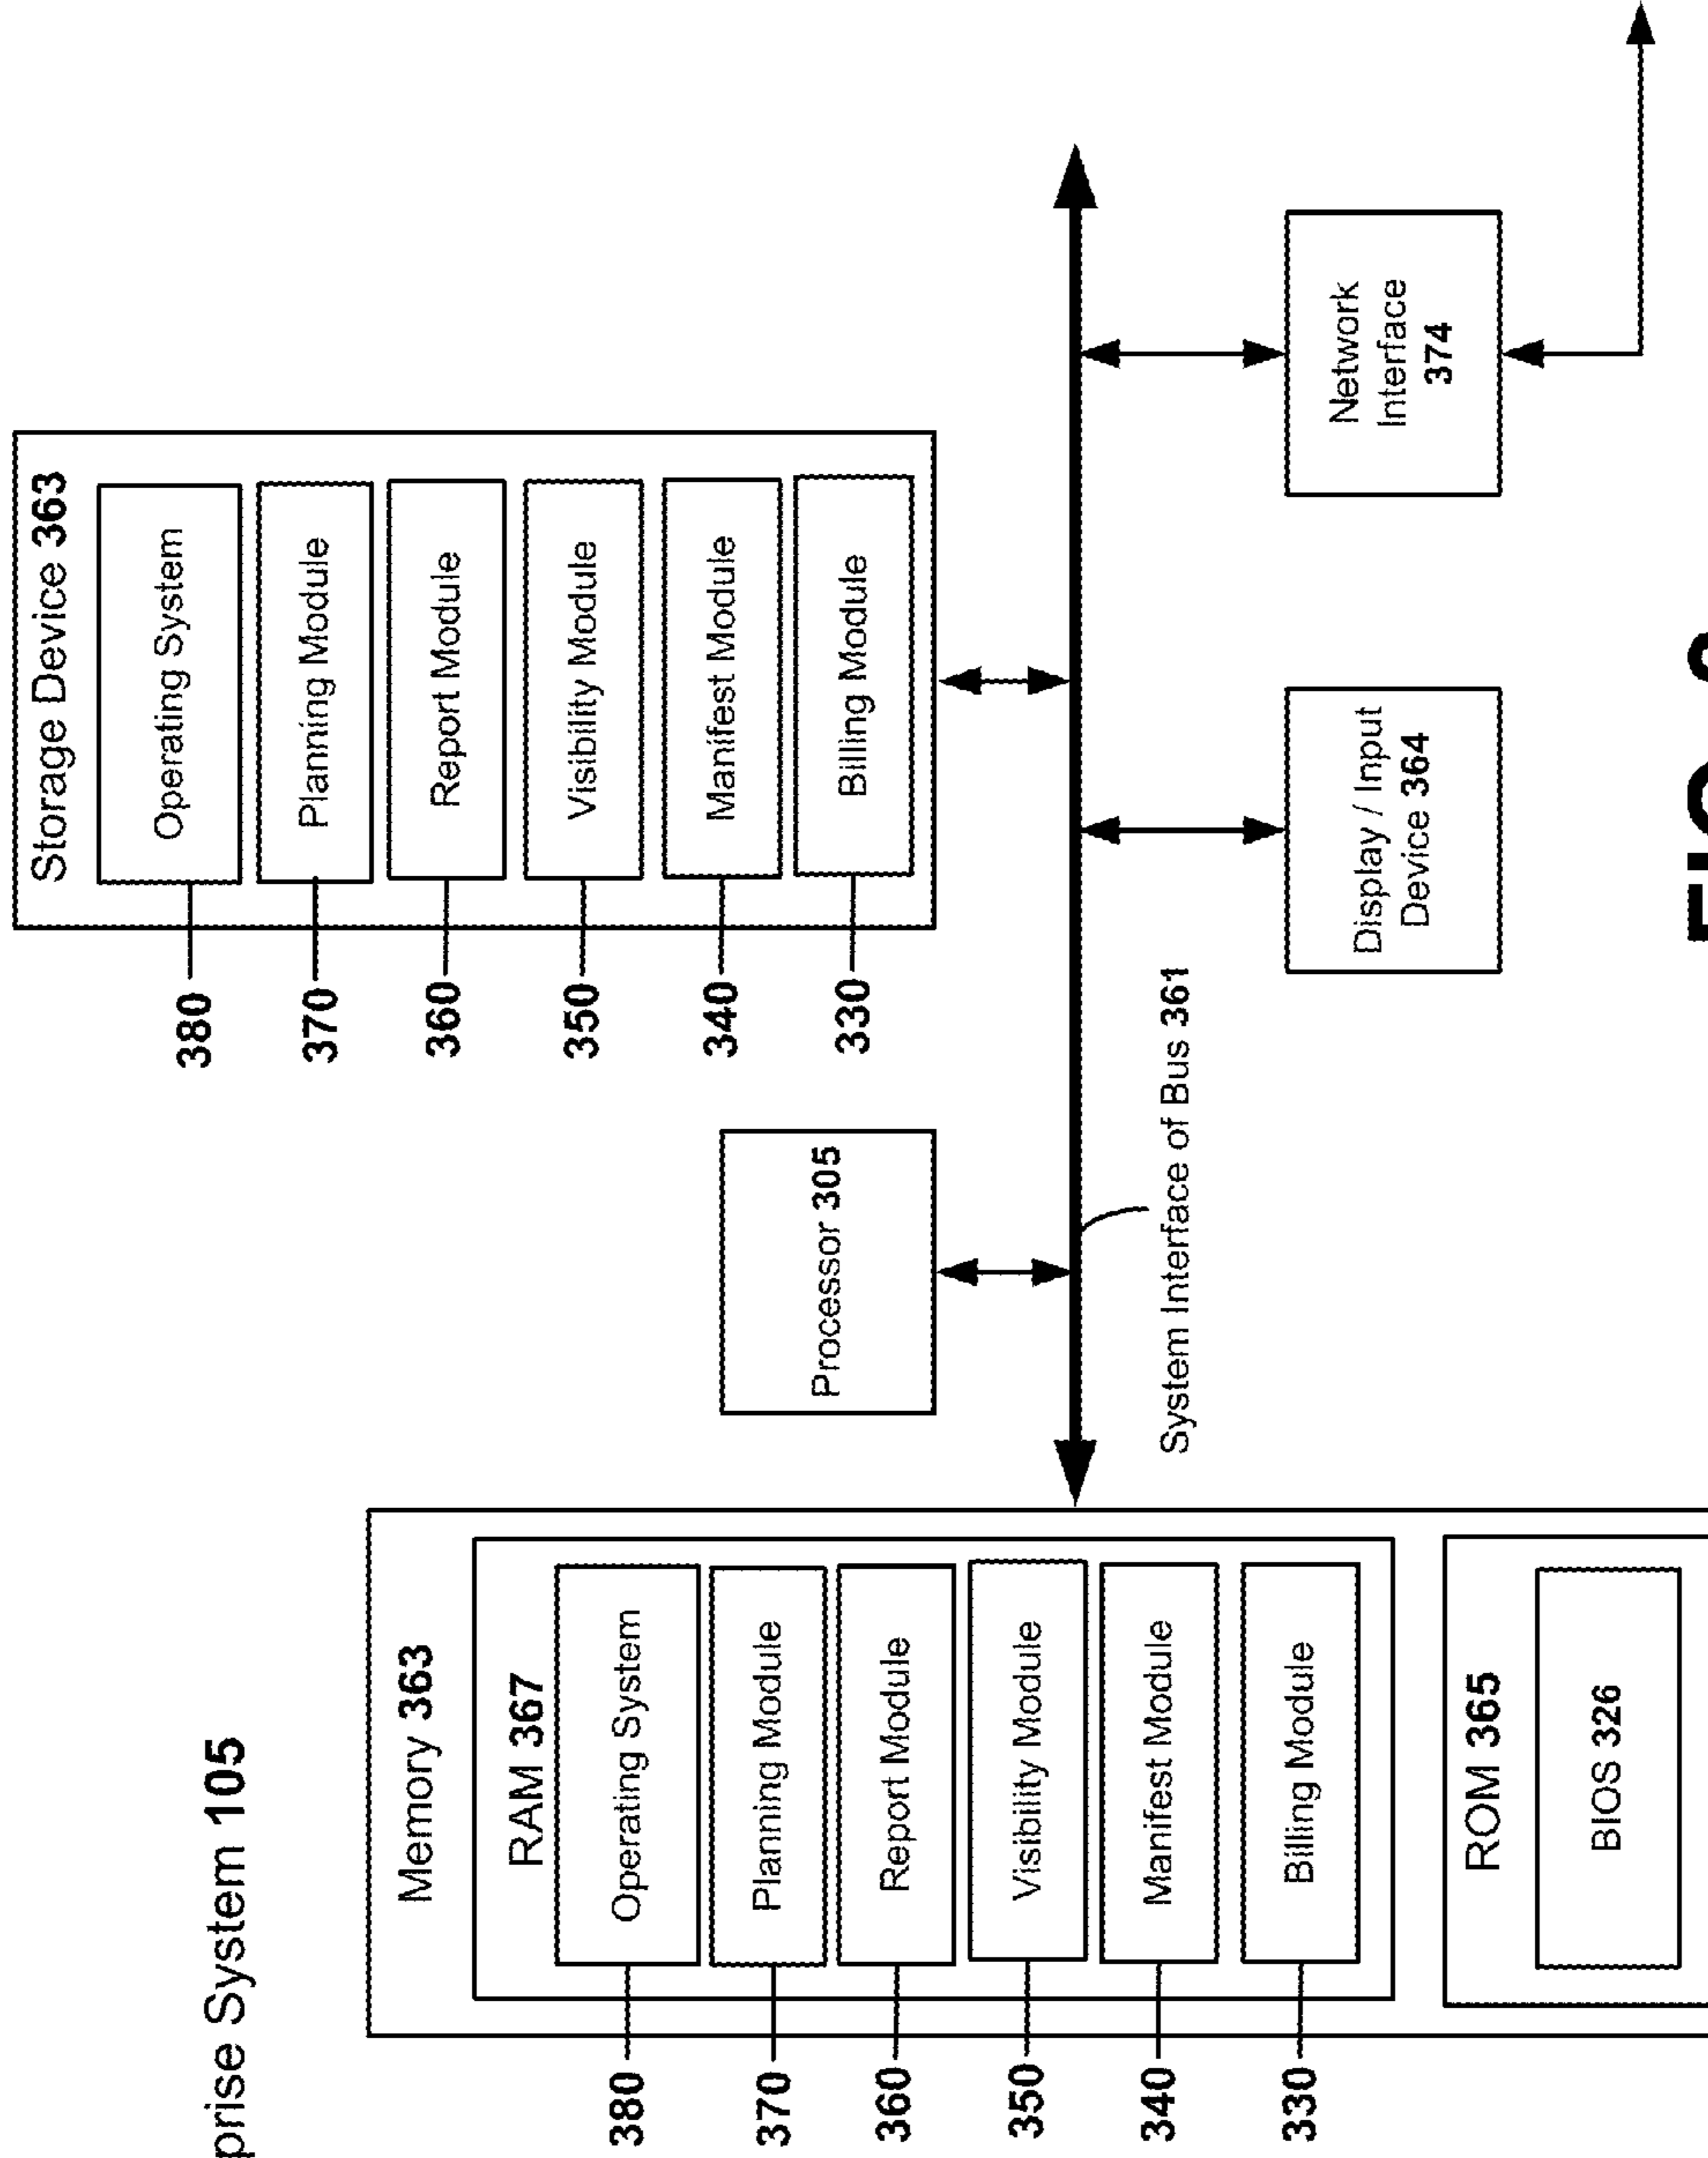 prise System 105
Memory 363
RAM 367
380
Operating System
370
Planning Module
360
Report Module
350
Visibility Module
340
Manifest Module
330
Billing Module
ROM 365
BIOS 326
Processor 305
System Interface of Bus 361
Storage Device 363
380
Operating System
370
Planning Module
360
Report Module
350
Visibility Module
340
Manifest Module
330
Billing Module
Display / Input
Device 364
Network
Interface
374